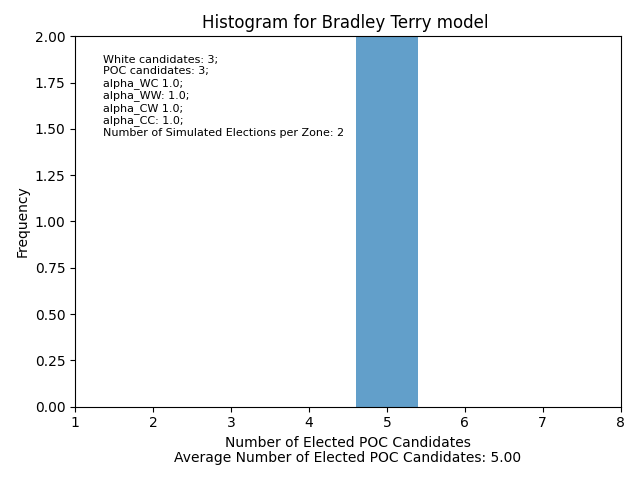 Histogram for Bradley Terry model
2.00
1.75
1.50
1.25
1.00
0.75
0.50
0.25
0.00
Frequency
White candidates: 3;
POC candidates: 3;
alpha_WC 1.0;
alpha_WW: 1.0;
alpha_CW 1.0;
alpha_CC: 1.0;
Number of Simulated Elections per Zone: 2
1 2 3 4 5 6 7 8
Number of Elected POC Candidates
Average Number of Elected POC Candidates: 5.00